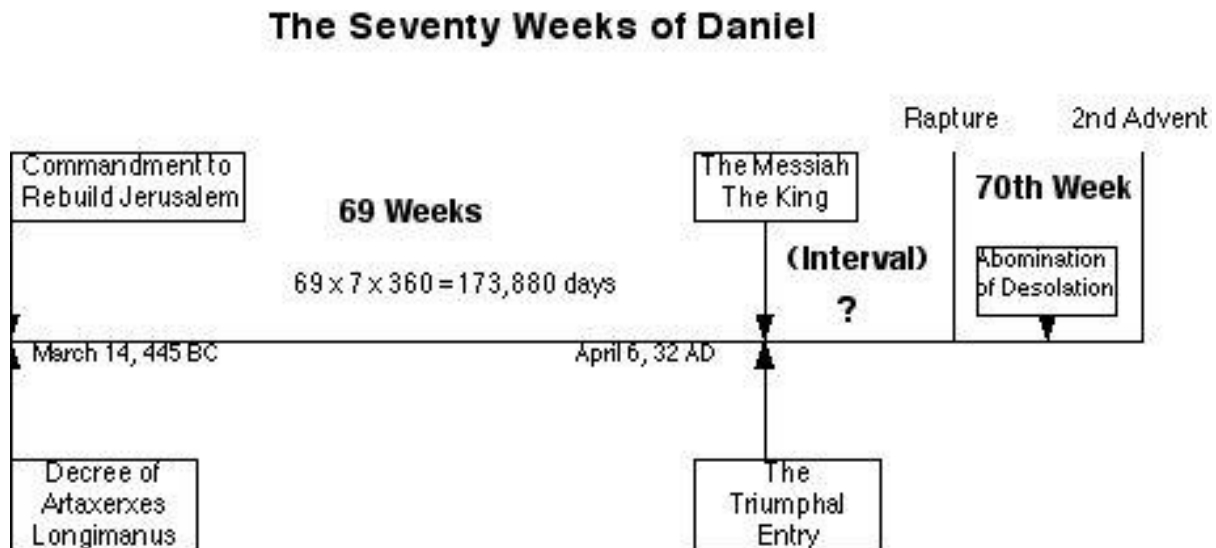 The Seventy Weeks of Daniel
Rapture
2nd Advent
Commandment to
Rebuild Jerusalem
69 Weeks
The Messiah
The King
70th Week
69 x 7 x 360 = 173,880 days
(Interval)
?
Abomination
of Desolation
March 14, 445 BC
April 6, 32 AD
Decree of
Artaxerxes
Longimanus
The
Triumphal
Entry